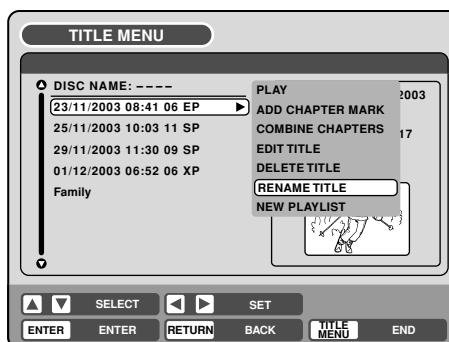 TITLE MENU
DISC NAME: – – – –
23/11/2003 08:41 06 EP
25/11/2003 10:03 11 SP
29/11/2003 11:30 09 SP
01/12/2003 06:52 06 XP
Family
PLAY
ADD CHAPTER MARK
COMBINE CHAPTERS
EDIT TITLE
DELETE TITLE
RENAME TITLE
NEW PLAYLIST
2003
17
SELECT SET
ENTER ENTER RETURN BACK TITLE MENU END